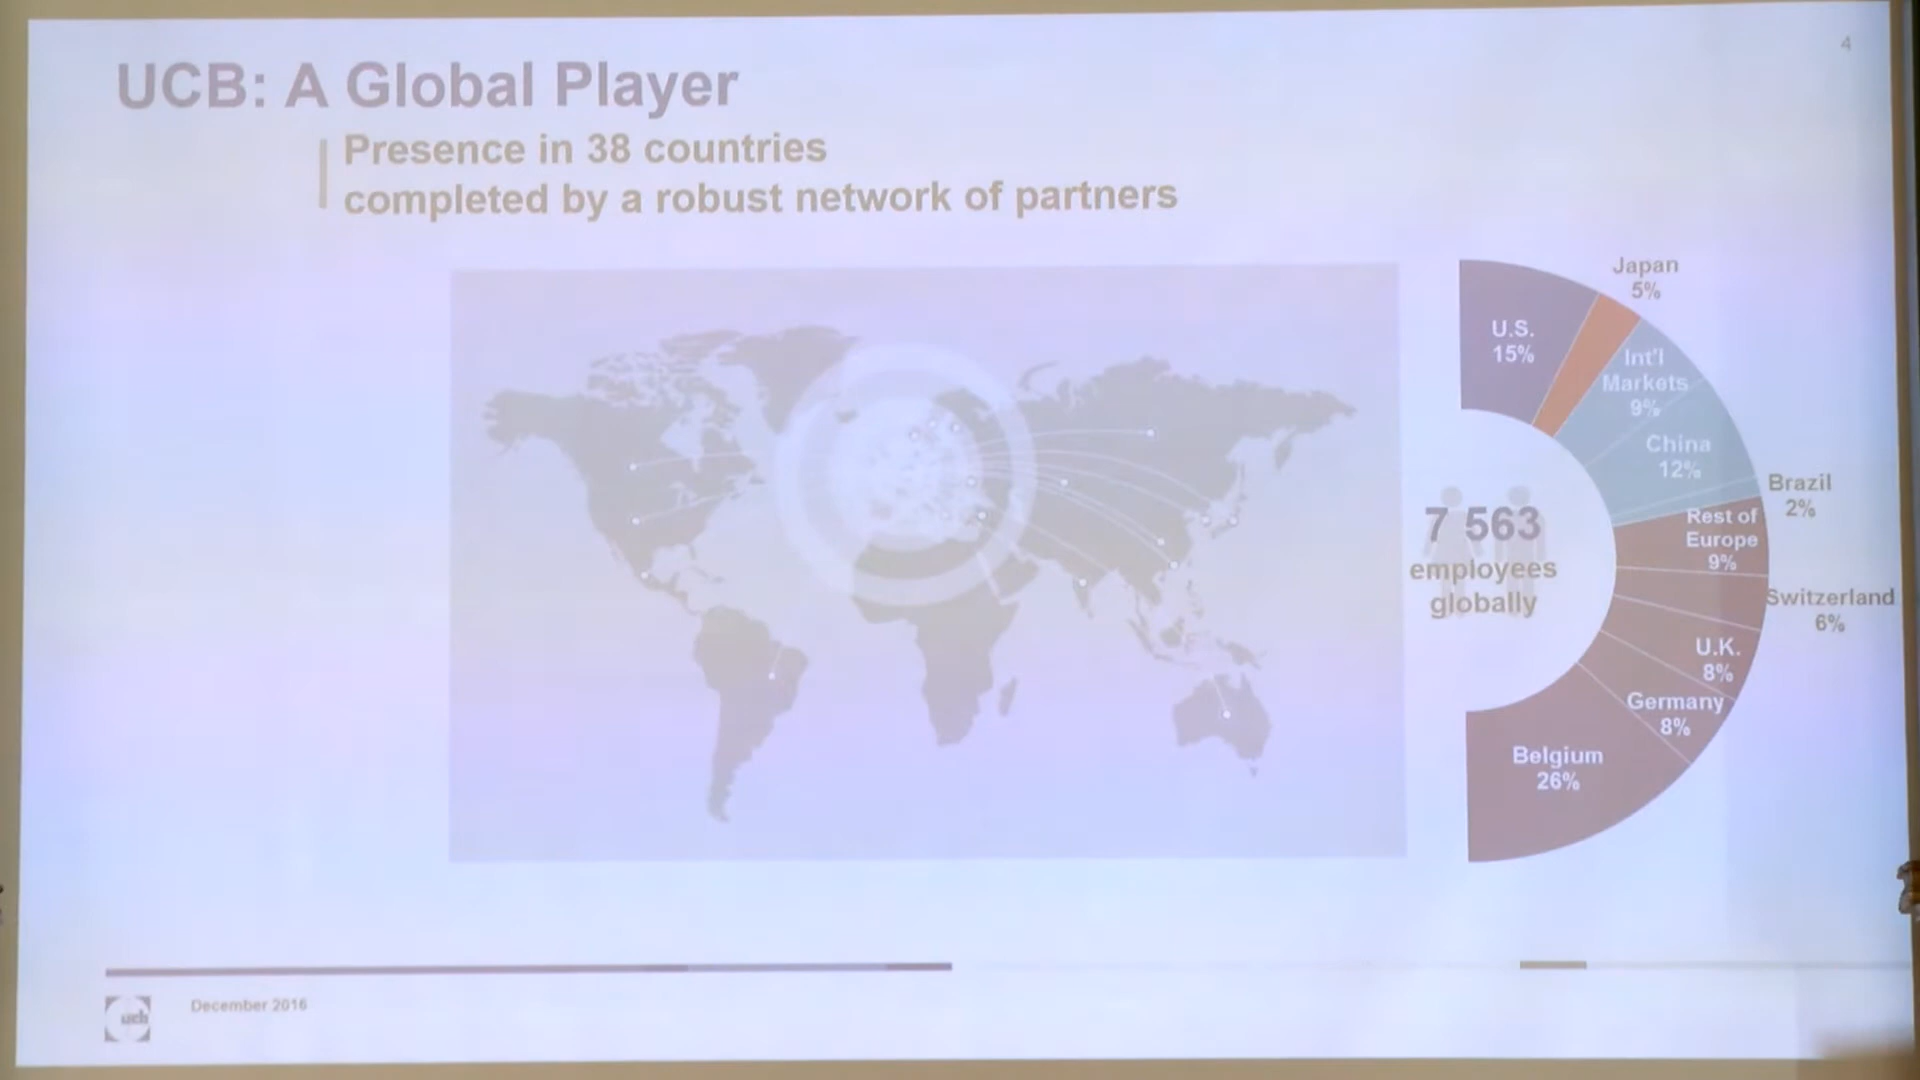 4
UCB: A Global Player
Presence in 38 countries
completed by a robust network of partners
Japan
5%
U.S.
15%
Int'l
Markets
9%
China
12%
Brazil
2%
Rest of
Europe
9%
7 563
employees
globally
Switzerland
6%
U.K.
8%
Germany
8%
Belgium
26%
ucb
December 2016